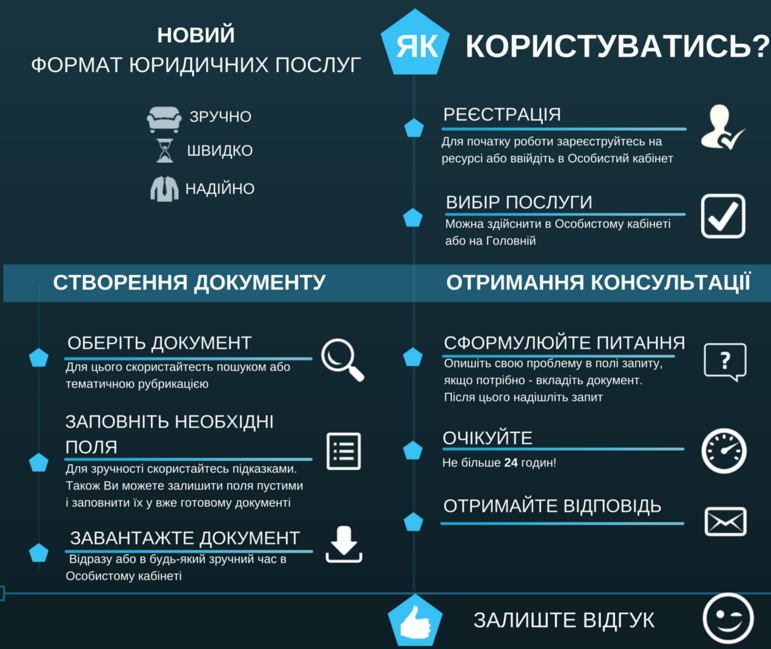 НОВИЙ
ФОРМАТ ЮРИДИЧНИХ ПОСЛУГ
ЗРУЧНО
ШВИДКО
НАДІЙНО
ЯК КОРИСТУВАТИСЬ?
РЕЄСТРАЦІЯ
Для початку роботи зареєструйтесь на
ресурсі або ввійдіть в Особистий кабінет
ВИБІР ПОСЛУГИ
Можна здійснити в Особистому кабінеті
або на Головній
СТВОРЕННЯ ДОКУМЕНТУ
ОБЕРІТЬ ДОКУМЕНТ
Для цього скористайтесть пошуком або
тематичною рубрикацією
ЗАПОВНІТЬ НЕОБХІДНІ
ПОЛЯ
Для зручності скористайтесь підказками.
Також Ви можете залишити поля пустими
і заповнити їх у вже готовому документі
ЗАВАНТАЖТЕ ДОКУМЕНТ
Відразу або в будь-який зручний час в
Особистому кабінеті
ОТРИМАННЯ КОНСУЛЬТАЦІЇ
СФОРМУЛЮЙТЕ ПИТАННЯ
Опишіть свою проблему в полі запиту,
якщо потрібно - вкладіть документ.
Після цього надішліть запит
?
ОЧІКУЙТЕ
Не більше 24 годин!
ОТРИМАЙТЕ ВІДПОВІДЬ
ЗАЛИШТЕ ВІДГУК